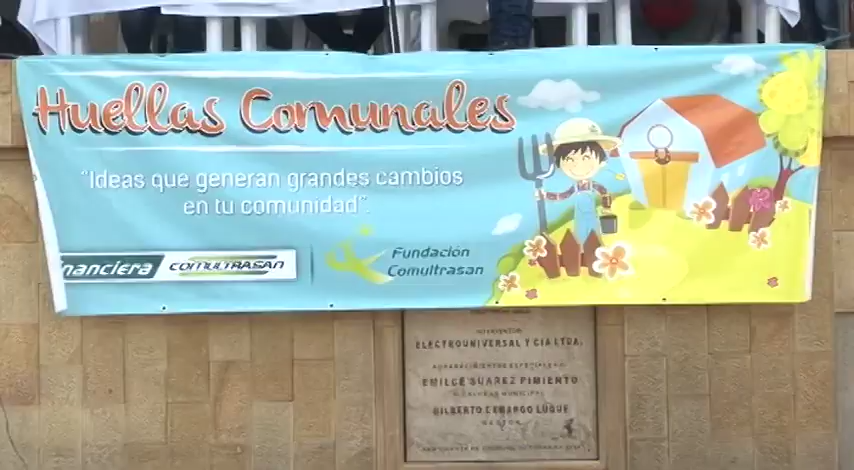 Huellas Comunales
"Ideas que generan grandes cambios
en tu comunidad".
nanciera COMULTRASAN
Fundación
Comultrasan
INTERVENTOR
ELECTROUNIVERSAL Y CIA LTDA.
EMILCE SUAREZ PIMIENTO
GILBERTO CAMARGO LUQUE